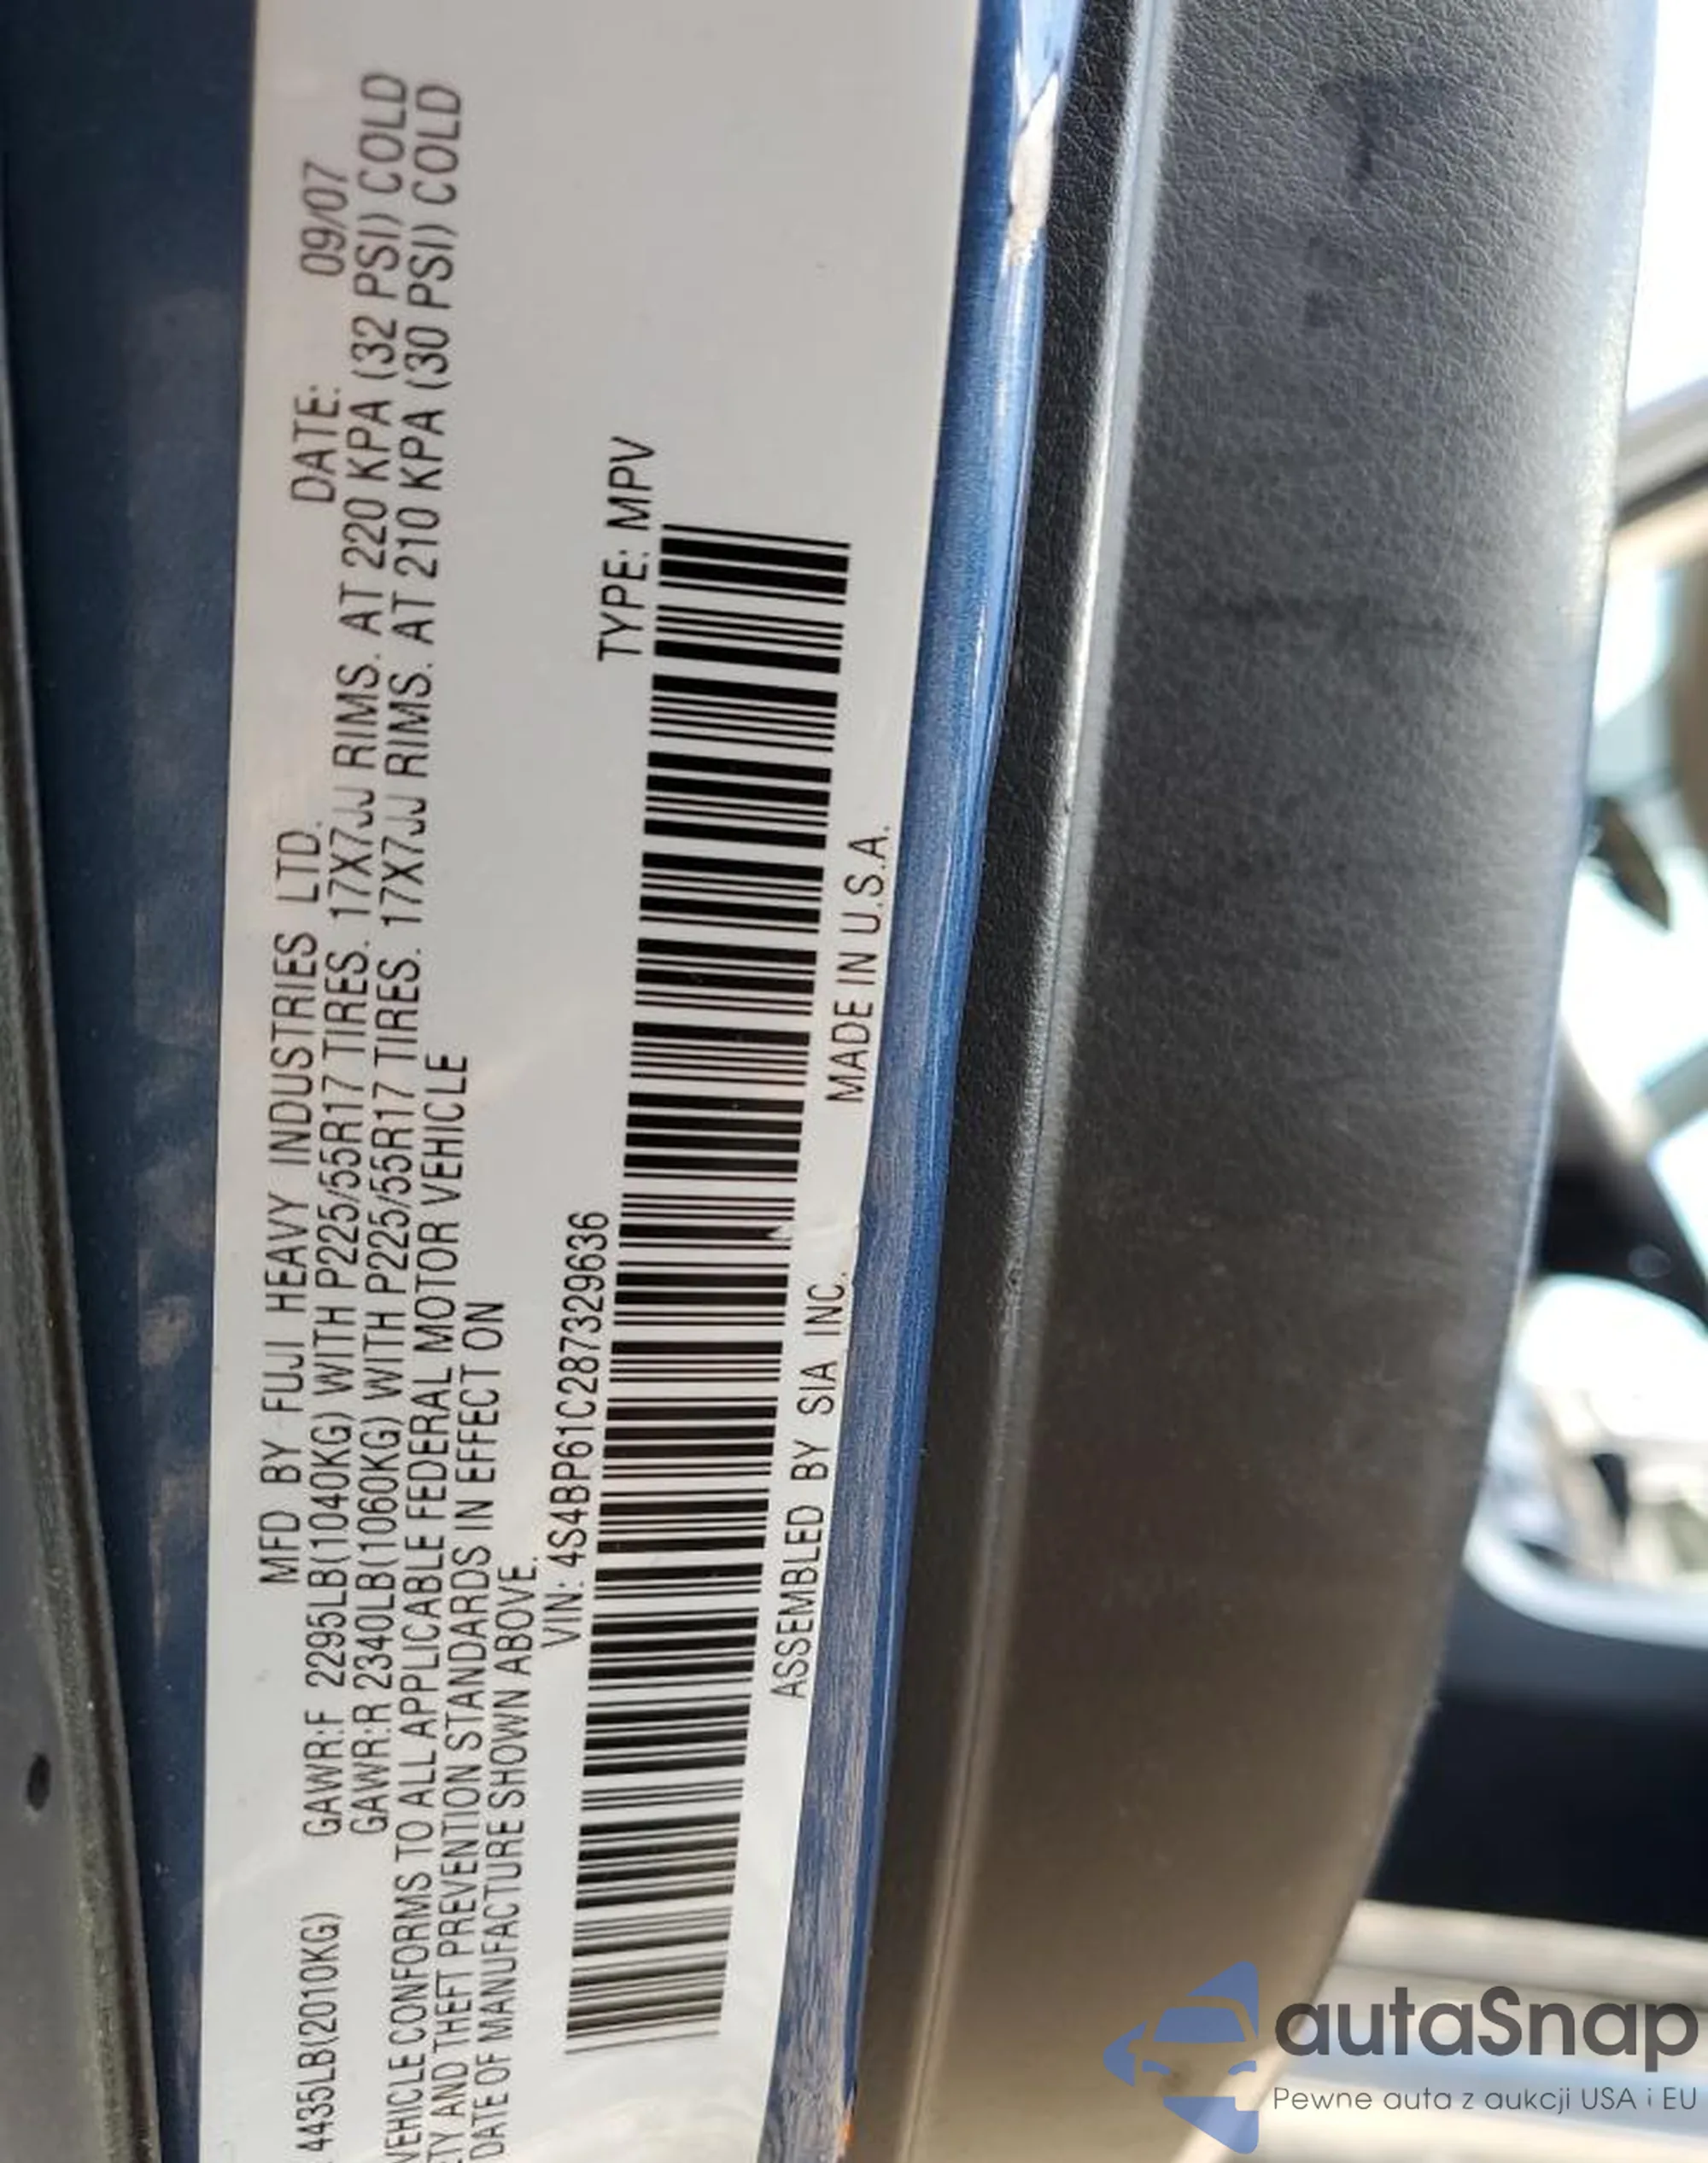 MFD BY FUJI HEAVY INDUSTRIES LTD. DATE: 09/07
4435LB(2010KG) GAWR:F 2295LB(1040KG) WITH P225/55R17 TIRES. 17X7JJ RIMS. AT 220 KPA (32 PSI) COLD
GAWR:R 2340LB(1060KG) WITH P225/55R17 TIRES. 17X7JJ RIMS. AT 210 KPA (30 PSI) COLD
VEHICLE CONFORMS TO ALL APPLICABLE FEDERAL MOTOR VEHICLE
TY AND THEFT PREVENTION STANDARDS IN EFFECT ON
DATE OF MANUFACTURE SHOWN ABOVE.
VIN: 4S4BP61C287329636 TYPE: MPV
ASSEMBLED BY SIA INC. MADE IN U.S.A.
autaSnap
Pewne auta z aukcji USA i EU